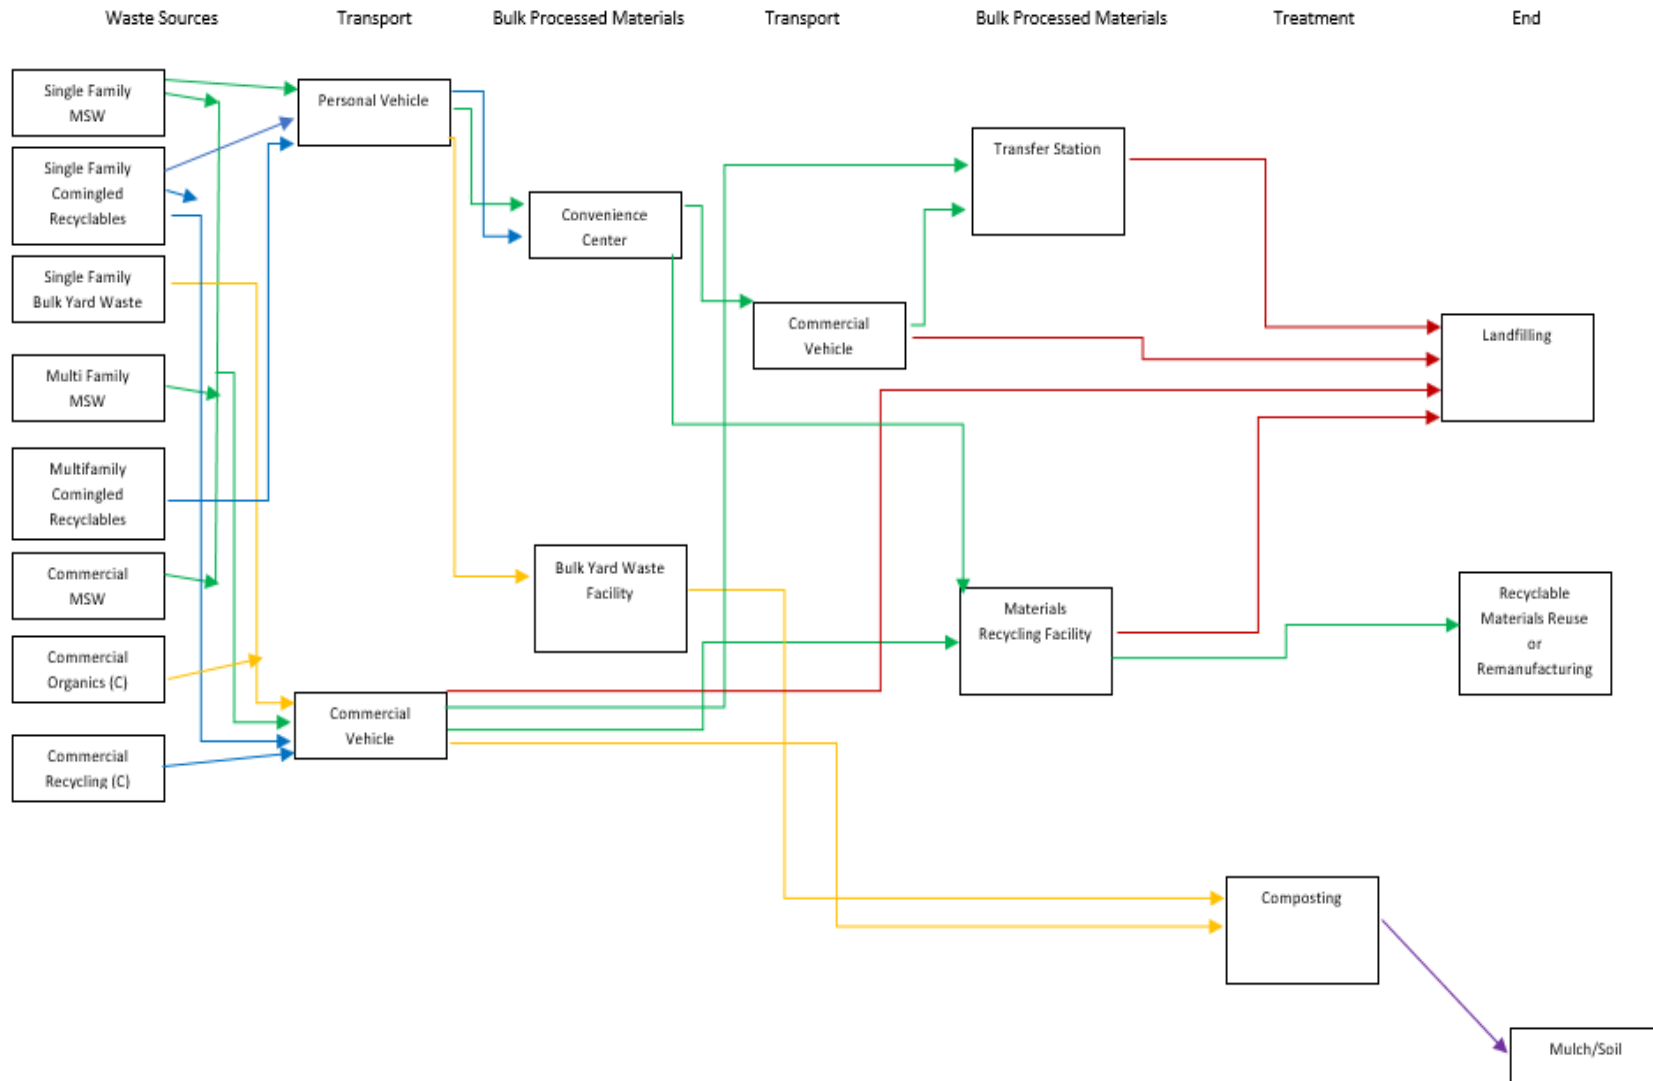 Waste Sources
Transport
Bulk Processed Materials
Transport
Bulk Processed Materials
Treatment
End
Single Family
MSW
Single Family
Comingled
Recyclables
Single Family
Bulk Yard Waste
Multi Family
MSW
Multifamily
Comingled
Recyclables
Commercial
MSW
Commercial
Organics (C)
Commercial
Recycling (C)
Personal Vehicle
Commercial
Vehicle
Convenience
Center
Bulk Yard Waste
Facility
Commercial
Vehicle
Transfer Station
Materials
Recycling Facility
Composting
Landfilling
Recyclable
Materials Reuse
or
Remanufacturing
Mulch/Soil